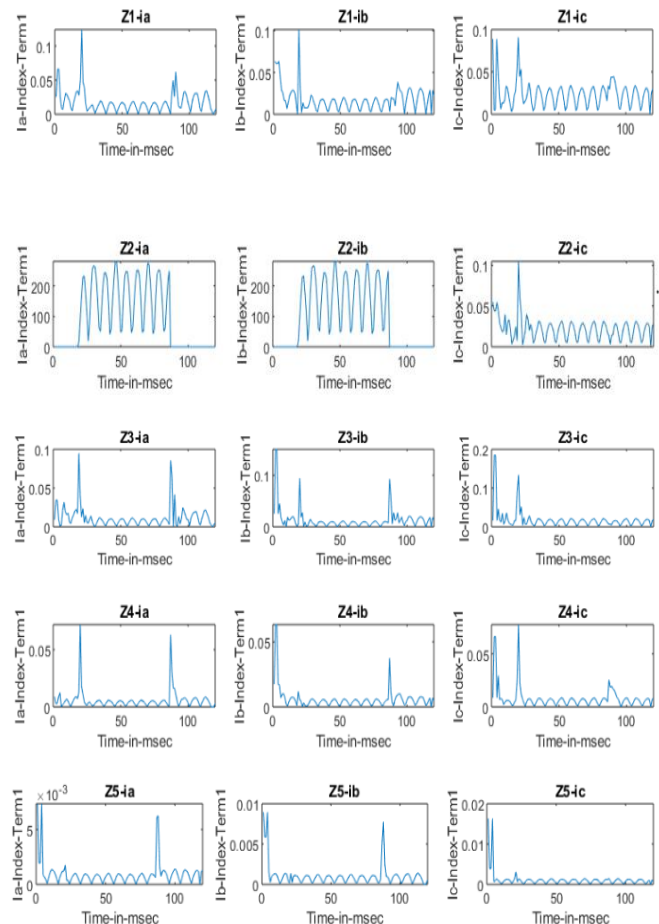 Z1-ia
Ia-Index-Term1
0.1
0.05
0
0 50 100
Time-in-msec
Z1-ib
Ib-Index-Term1
0.1
0.05
0
0 50 100
Time-in-msec
Z1-ic
Ic-Index-Term1
0.1
0.05
0
0 50 100
Time-in-msec
Z2-ia
Ia-Index-Term1
200
100
0
0 50 100
Time-in-msec
Z2-ib
Ib-Index-Term1
200
100
0
0 50 100
Time-in-msec
Z2-ic
Ic-Index-Term1
0.1
0.05
0
0 50 100
Time-in-msec
Z3-ia
Ia-Index-Term1
0.1
0.05
0
0 50 100
Time-in-msec
Z3-ib
Ib-Index-Term1
0.1
0
0 50 100
Time-in-msec
Z3-ic
Ic-Index-Term1
0.2
0.1
0
0 50 100
Time-in-msec
Z4-ia
Ia-Index-Term1
0.05
0
0 50 100
Time-in-msec
Z4-ib
Ib-Index-Term1
0.05
0
0 50 100
Time-in-msec
Z4-ic
Ic-Index-Term1
0.05
0
0 50 100
Time-in-msec
Z5-ia
× 10⁻³
Ia-Index-Term1
5
0
0 50 100
Time-in-msec
Z5-ib
Ib-Index-Term1
0.01
0.005
0
0 50 100
Time-in-msec
Z5-ic
Ic-Index-Term1
0.02
0.01
0
0 50 100
Time-in-msec